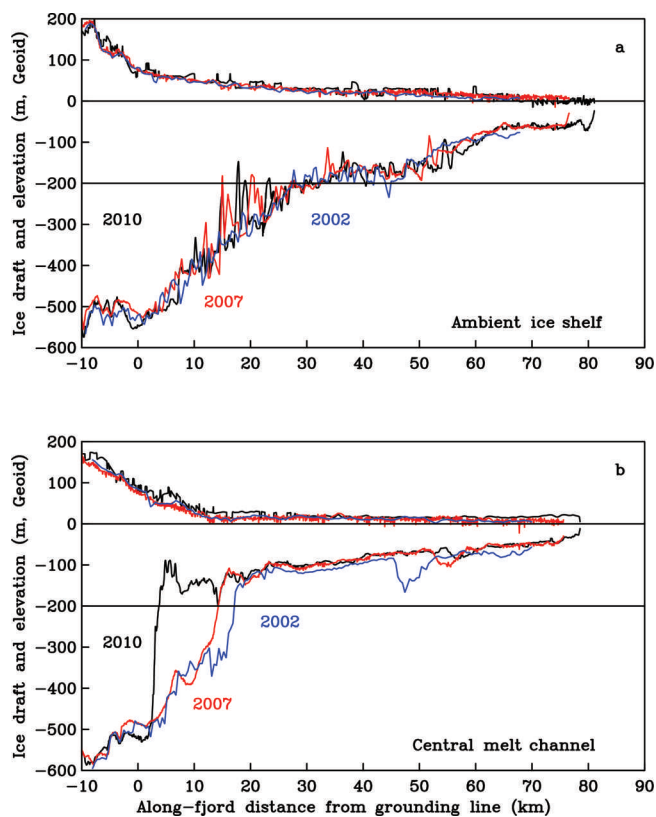 200
a
100
0
−100
−200
2010
2002
−300
−400
2007
−500
Ambient ice shelf
−600
−10 0 10 20 30 40 50 60 70 80 90
Ice draft and elevation (m, Geoid)
200
b
100
0
−100
−200
2010
2002
−300
−400
2007
−500
Central melt channel
−600
−10 0 10 20 30 40 50 60 70 80 90
Ice draft and elevation (m, Geoid)
Along−fjord distance from grounding line (km)